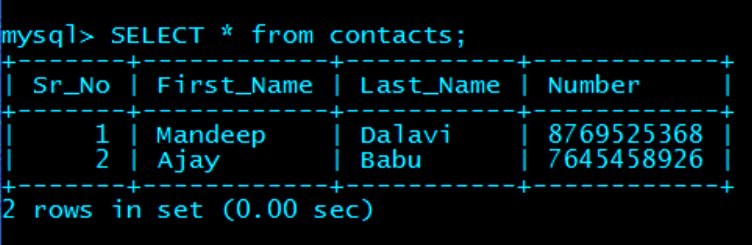 mysql> SELECT * from contacts;
+-------+------------+-----------+------------+
| Sr_No | First_Name | Last_Name | Number     |
+-------+------------+-----------+------------+
|     1 | Mandeep    | Dalavi    | 8769525368 |
|     2 | Ajay       | Babu      | 7645458926 |
+-------+------------+-----------+------------+
2 rows in set (0.00 sec)